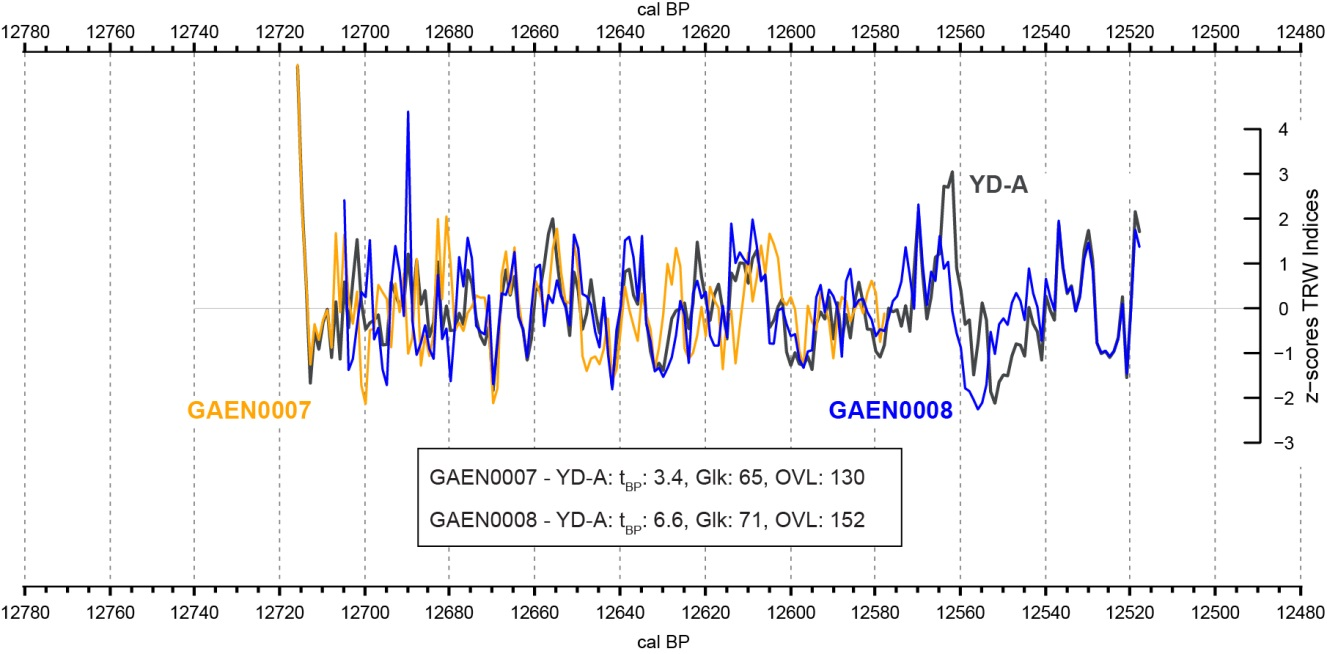 cal BP
12780 12760 12740 12720 12700 12680 12660 12640 12620 12600 12580 12560 12540 12520 12500 12480
4
3
YD-A
2
1
0
−1
−2
−3
z−scores TRW Indices
GAEN0007
GAEN0008
GAEN0007 - YD-A: tBP: 3.4, Glk: 65, OVL: 130
GAEN0008 - YD-A: tBP: 6.6, Glk: 71, OVL: 152
12780 12760 12740 12720 12700 12680 12660 12640 12620 12600 12580 12560 12540 12520 12500 12480
cal BP